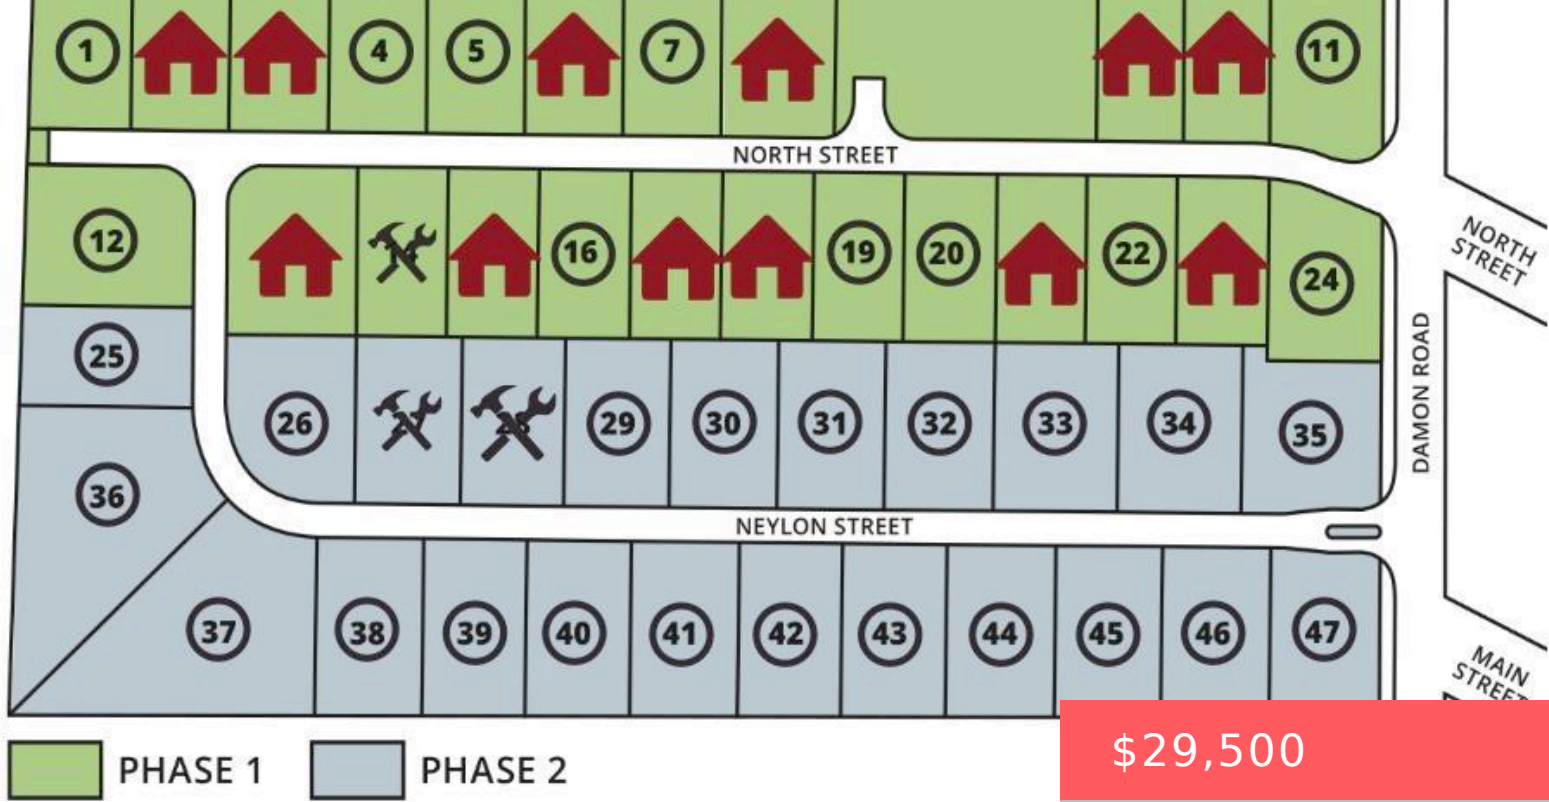 1 4 5 7 11
NORTH STREET
12 16 19 20 22 24
NORTH
STREET
25
DAMON ROAD
26 29 30 31 32 33 34 35
36
NEYLON STREET
37 38 39 40 41 42 43 44 45 46 47
MAIN
STREET
PHASE 1 PHASE 2
$29,500